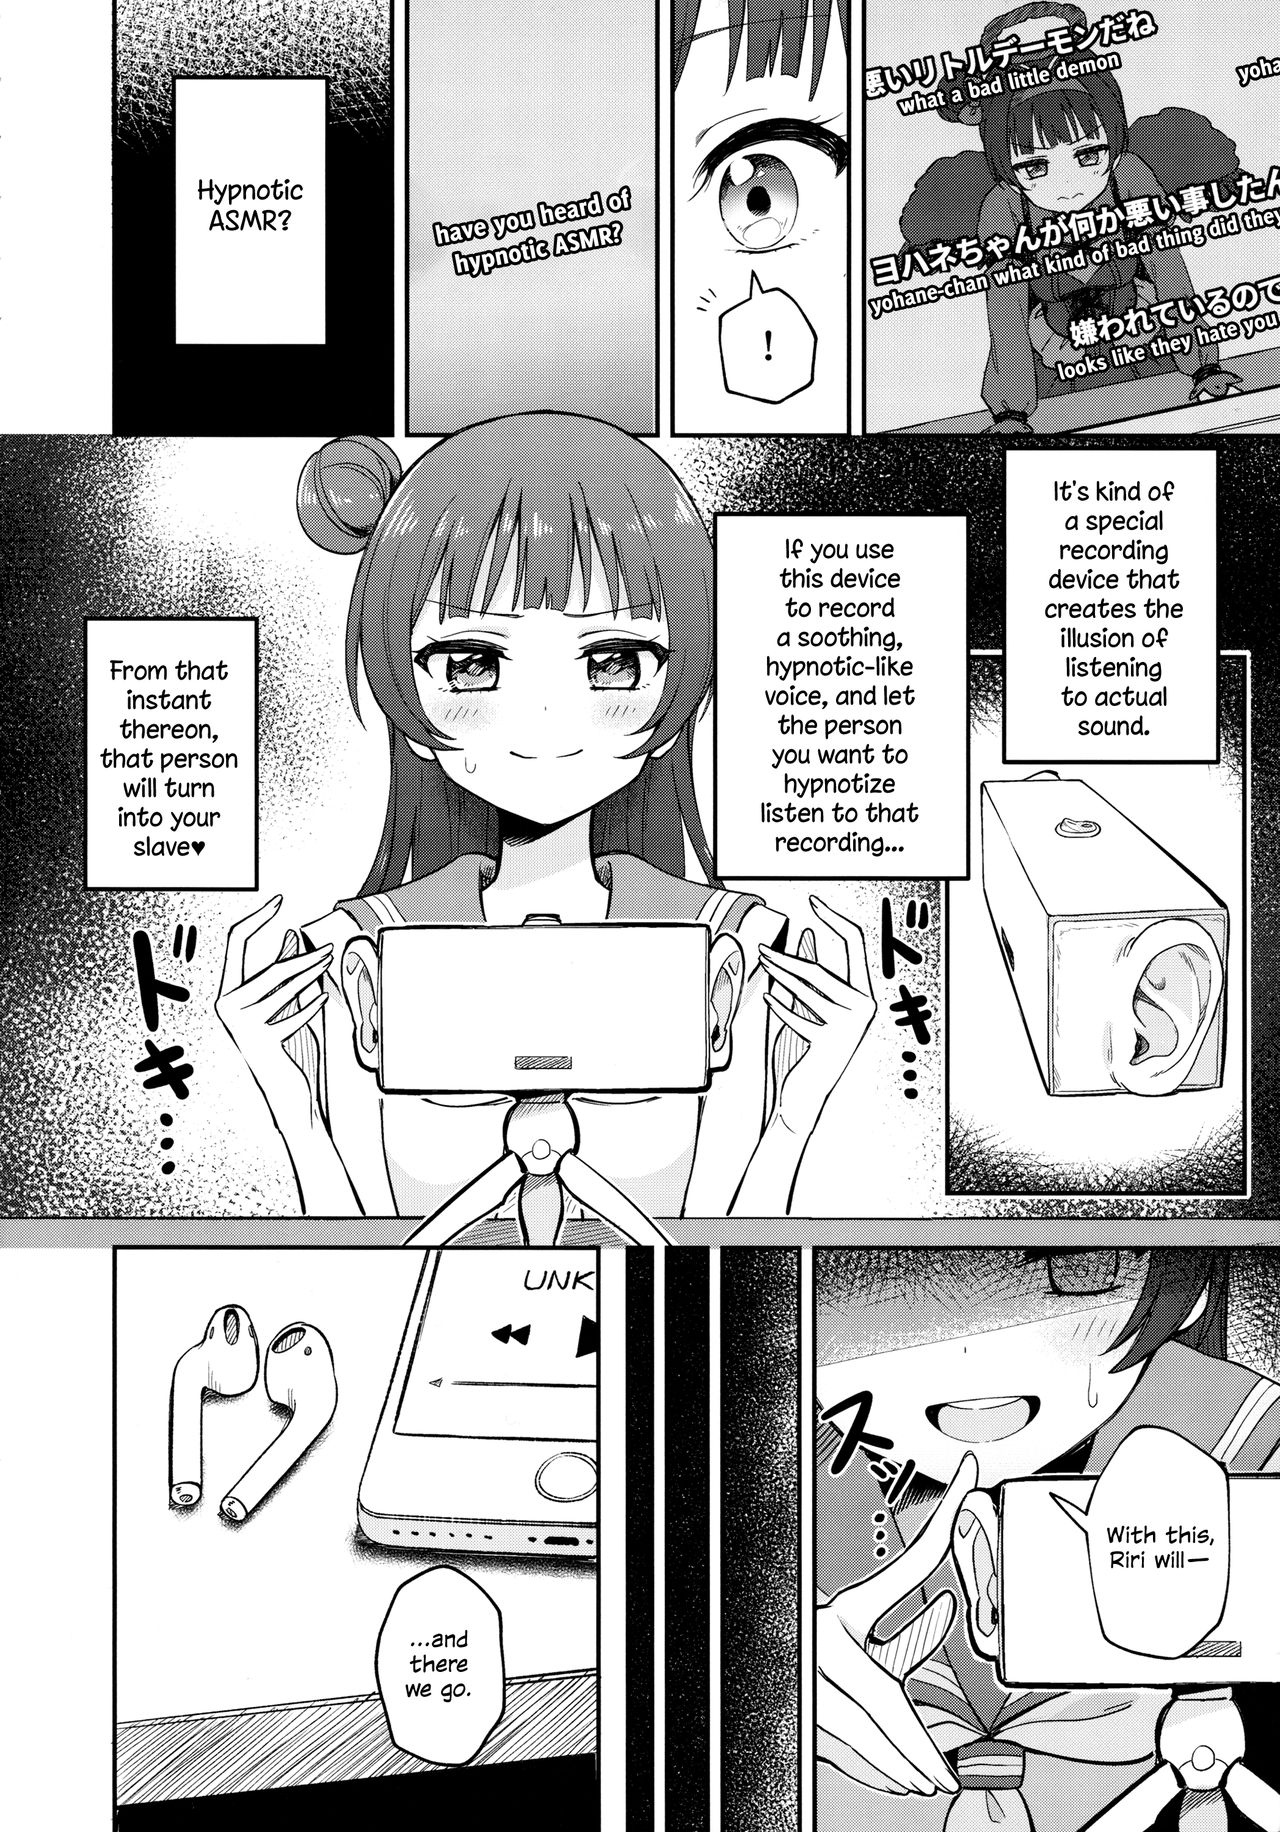 悪いリトルデーモンだね
what a bad little demon
yoha
ヨハネちゃんが何か悪い事したん
yohane-chan what kind of bad thing did they
嫌われているので
looks like they hate you
!
have you heard of
hypnotic ASMR?
Hypnotic
ASMR?
It's kind of
a special
recording
device that
creates the
illusion of
listening
to actual
sound.
If you use
this device
to record
a soothing,
hypnotic-like
voice, and let
the person
you want to
hypnotize
listen to that
recording...
From that
instant
thereon,
that person
will turn
into your
slave♥
ドキ…
ドキ…
スッ…
With this,
Riri will—
UNK
...and
there
we go.